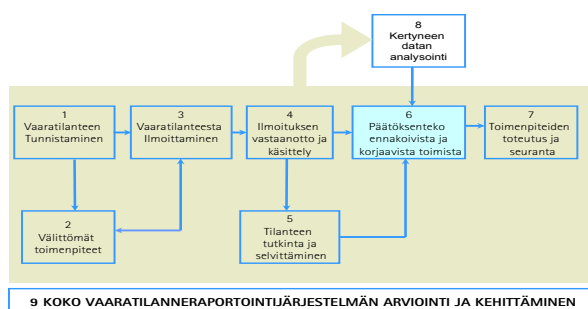 8
Kertyneen
datan
analysointi
1
Vaaratilanteen
Tunnistaminen
3
Vaaratilanteesta
Ilmoittaminen
4
Ilmoituksen
vastaanotto ja
käsittely
6
Päätöksenteko
ennakoivista ja
korjaavista toimista
7
Toimenpiteiden
toteutus ja
seuranta
2
Välittömät
toimenpiteet
5
Tilanteen
tutkinta ja
selvittäminen
9 KOKO VAARATILANNERAPORTOINTIJÄRJESTELMÄN ARVIOINTI JA KEHITTÄMINEN